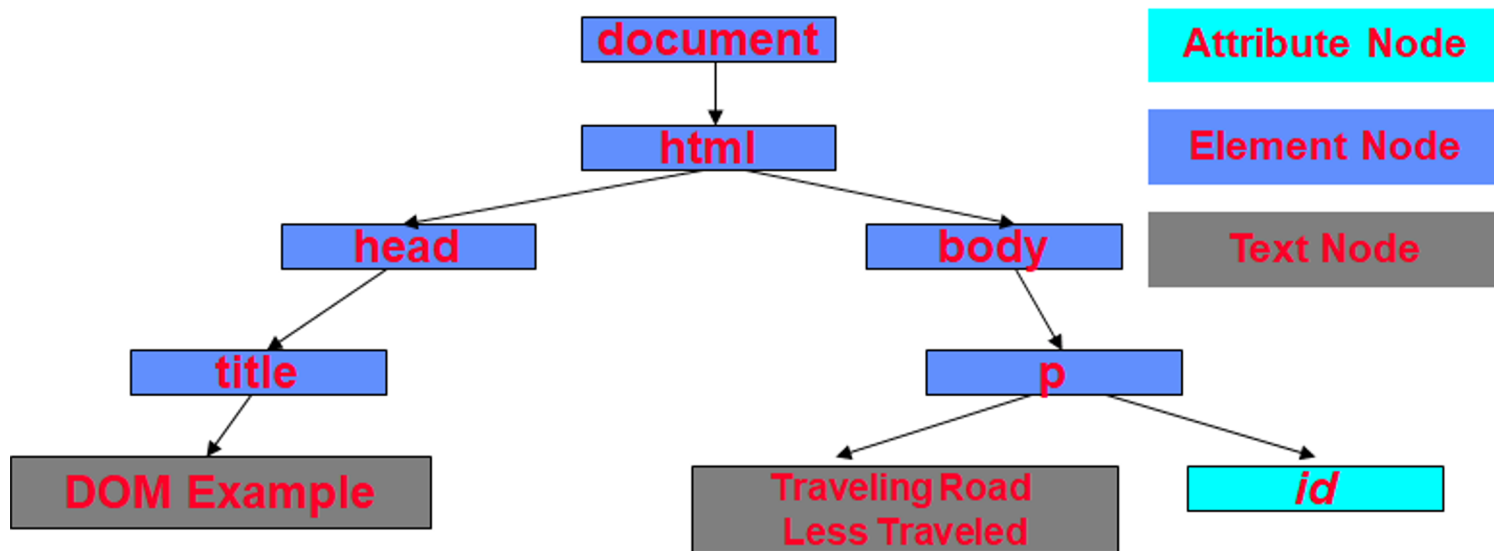 document
Attribute Node
html
Element Node
head
body
Text Node
title
p
DOM Example
Traveling Road
Less Traveled
id